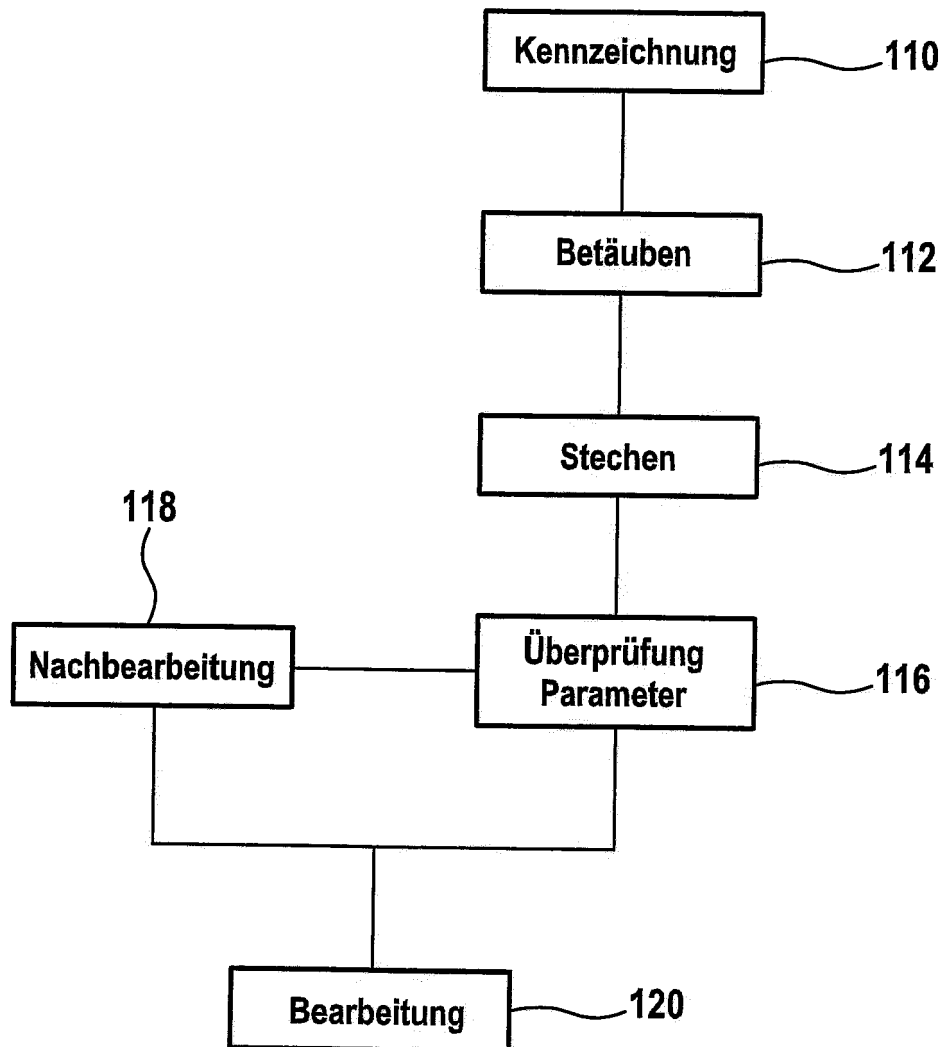 Kennzeichnung
110
Betäuben
112
Stechen
114
118
Nachbearbeitung
Überprüfung
Parameter
116
Bearbeitung
120